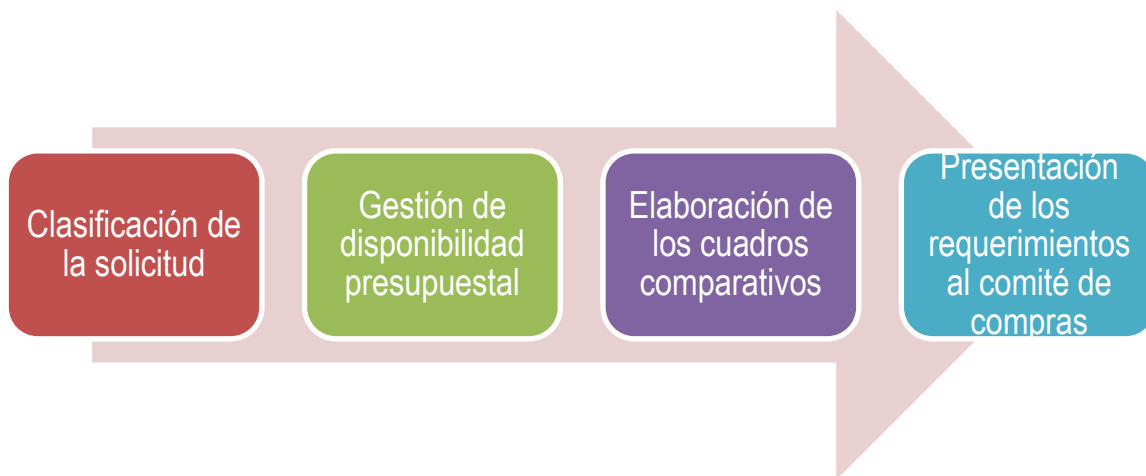 Clasificación de
la solicitud
Gestión de
disponibilidad
presupuestal
Elaboración de
los cuadros
comparativos
Presentación
de los
requerimientos
al comité de
compras